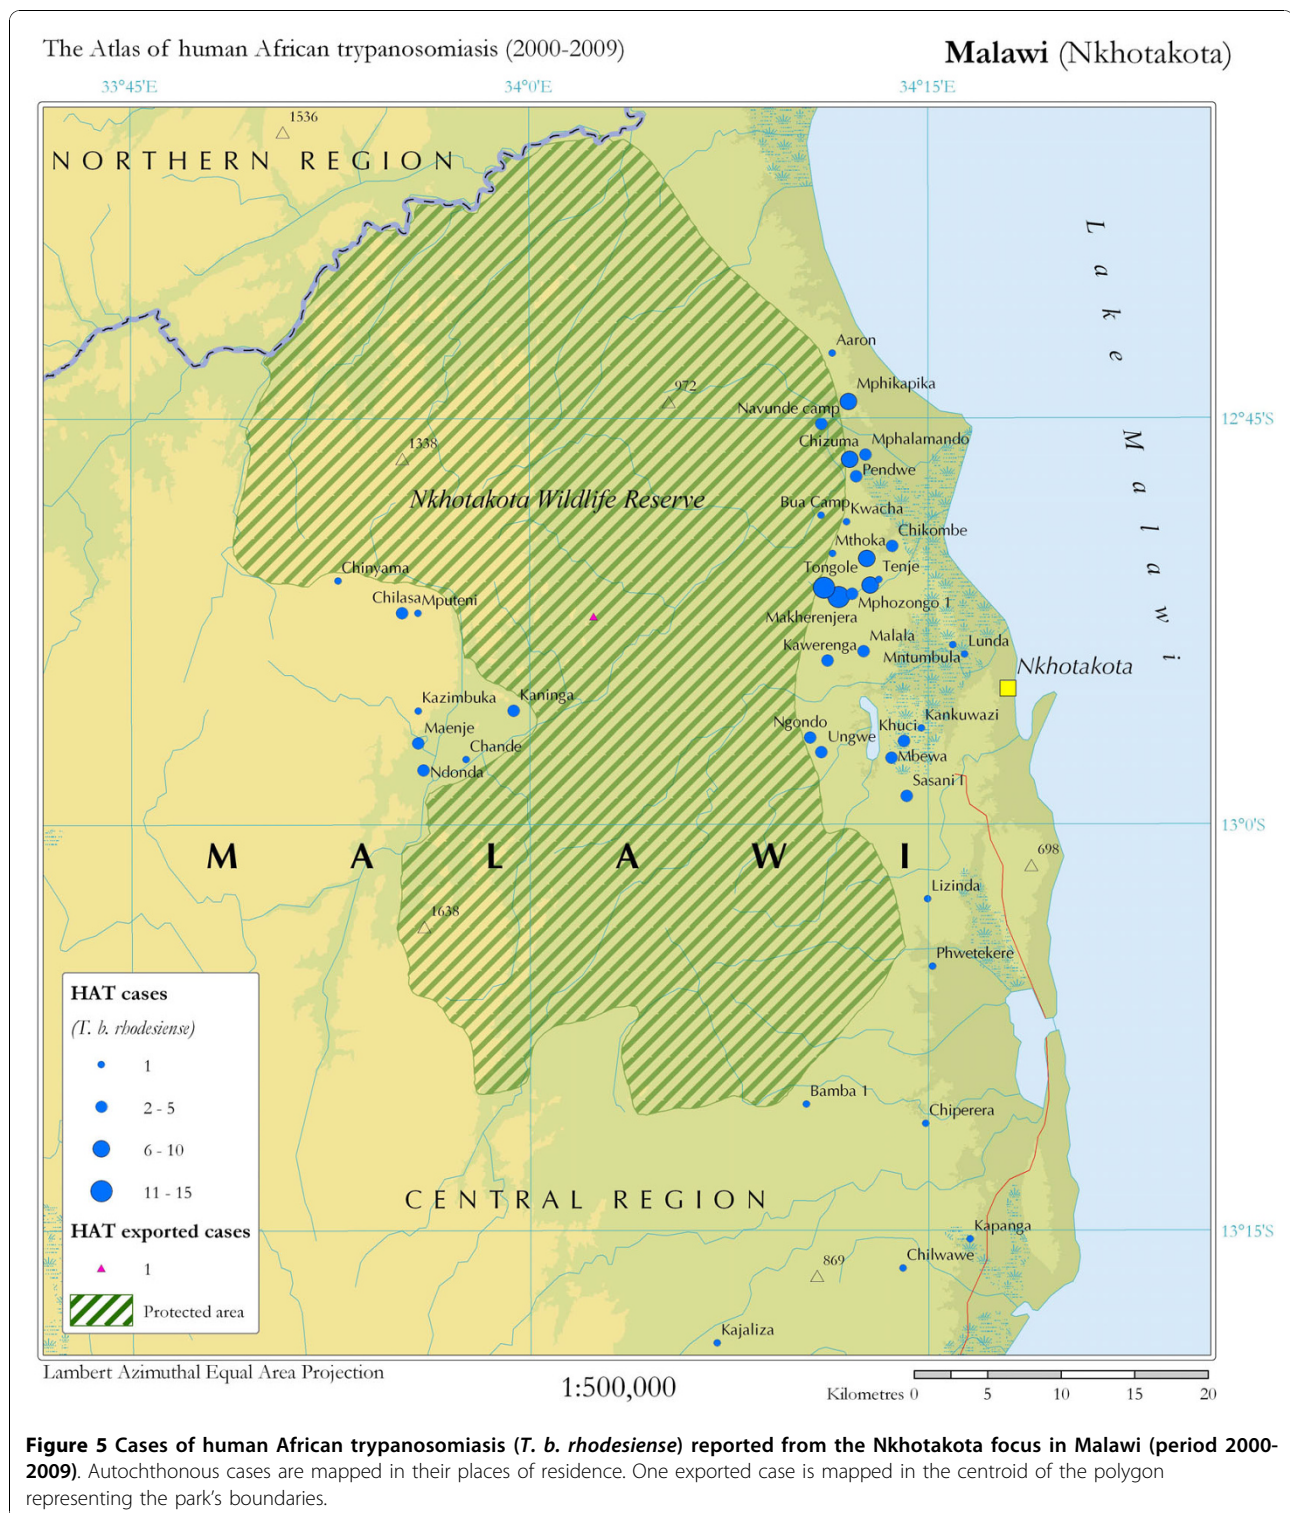 The Atlas of human African trypanosomiasis (2000-2009)
Malawi (Nkhotakota)
33°45'E
34°0'E
34°15'E
1536
NORTHERN REGION
Lake Malawi
Aaron
972
Mphikapika
Navunde camp
12°45'S
1338
Chizuma
Mphalamando
Pendwe
Nkhotakota Wildlife Reserve
Bua Camp
Kwacha
Chikombe
Mthoka
Chinyama
Tongole
Tenje
Chilasa
Mputeni
Mphozongo 1
Makherenjera
Kawerenga
Malala
Lunda
Mntumbula
Nkhotakota
Kazimbuka
Kaninga
Kankuwazi
Maenje
Ngondo
Khuci
Ungwe
Chande
Mbewa
Ndonda
Sasani I
13°0'S
MALAWI
698
Lizinda
1638
Phwetekere
HAT cases
(T. b. rhodesiense)
1
2 - 5
6 - 10
11 - 15
HAT exported cases
1
Protected area
Bamba 1
Chiperera
CENTRAL REGION
Kapanga
13°15'S
Chilwawe
869
Kajaliza
Lambert Azimuthal Equal Area Projection
1:500,000
Kilometres 0 5 10 15 20
Figure 5 Cases of human African trypanosomiasis (T. b. rhodesiense) reported from the Nkhotakota focus in Malawi (period 2000-
2009). Autochthonous cases are mapped in their places of residence. One exported case is mapped in the centroid of the polygon
representing the park's boundaries.